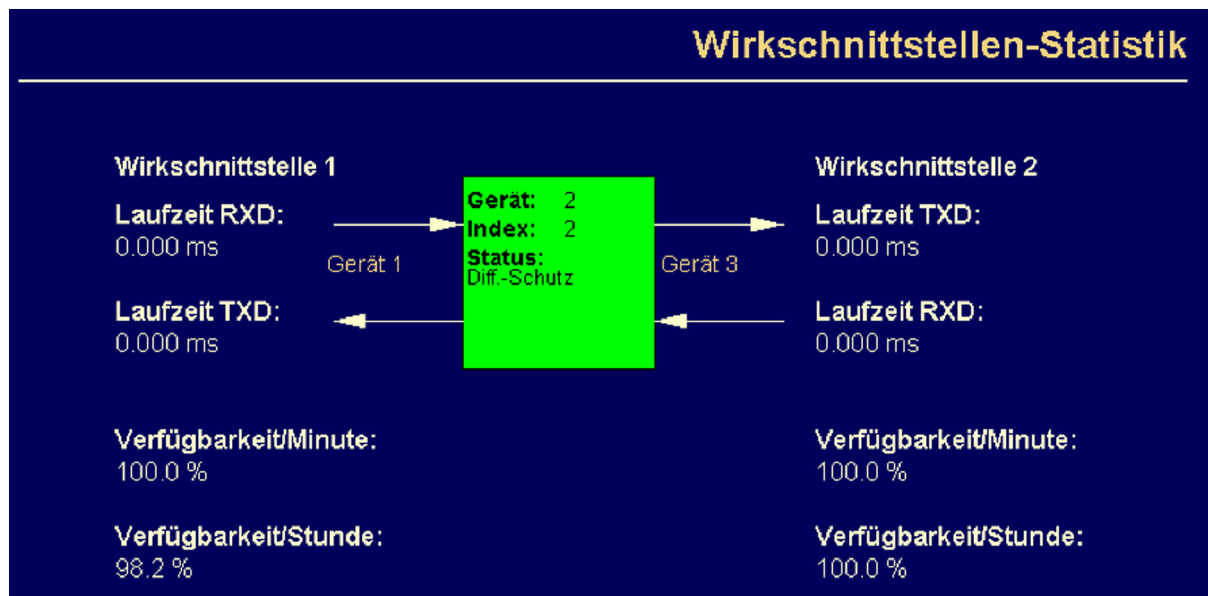 Wirkschnittstellen-Statistik
Wirkschnittstelle 1
Laufzeit RXD:
0.000 ms
Gerät 1
Laufzeit TXD:
0.000 ms
Verfügbarkeit/Minute:
100.0 %
Verfügbarkeit/Stunde:
98.2 %
Gerät: 2
Index: 2
Status:
Diff.-Schutz
Wirkschnittstelle 2
Laufzeit TXD:
0.000 ms
Gerät 3
Laufzeit RXD:
0.000 ms
Verfügbarkeit/Minute:
100.0 %
Verfügbarkeit/Stunde:
100.0 %